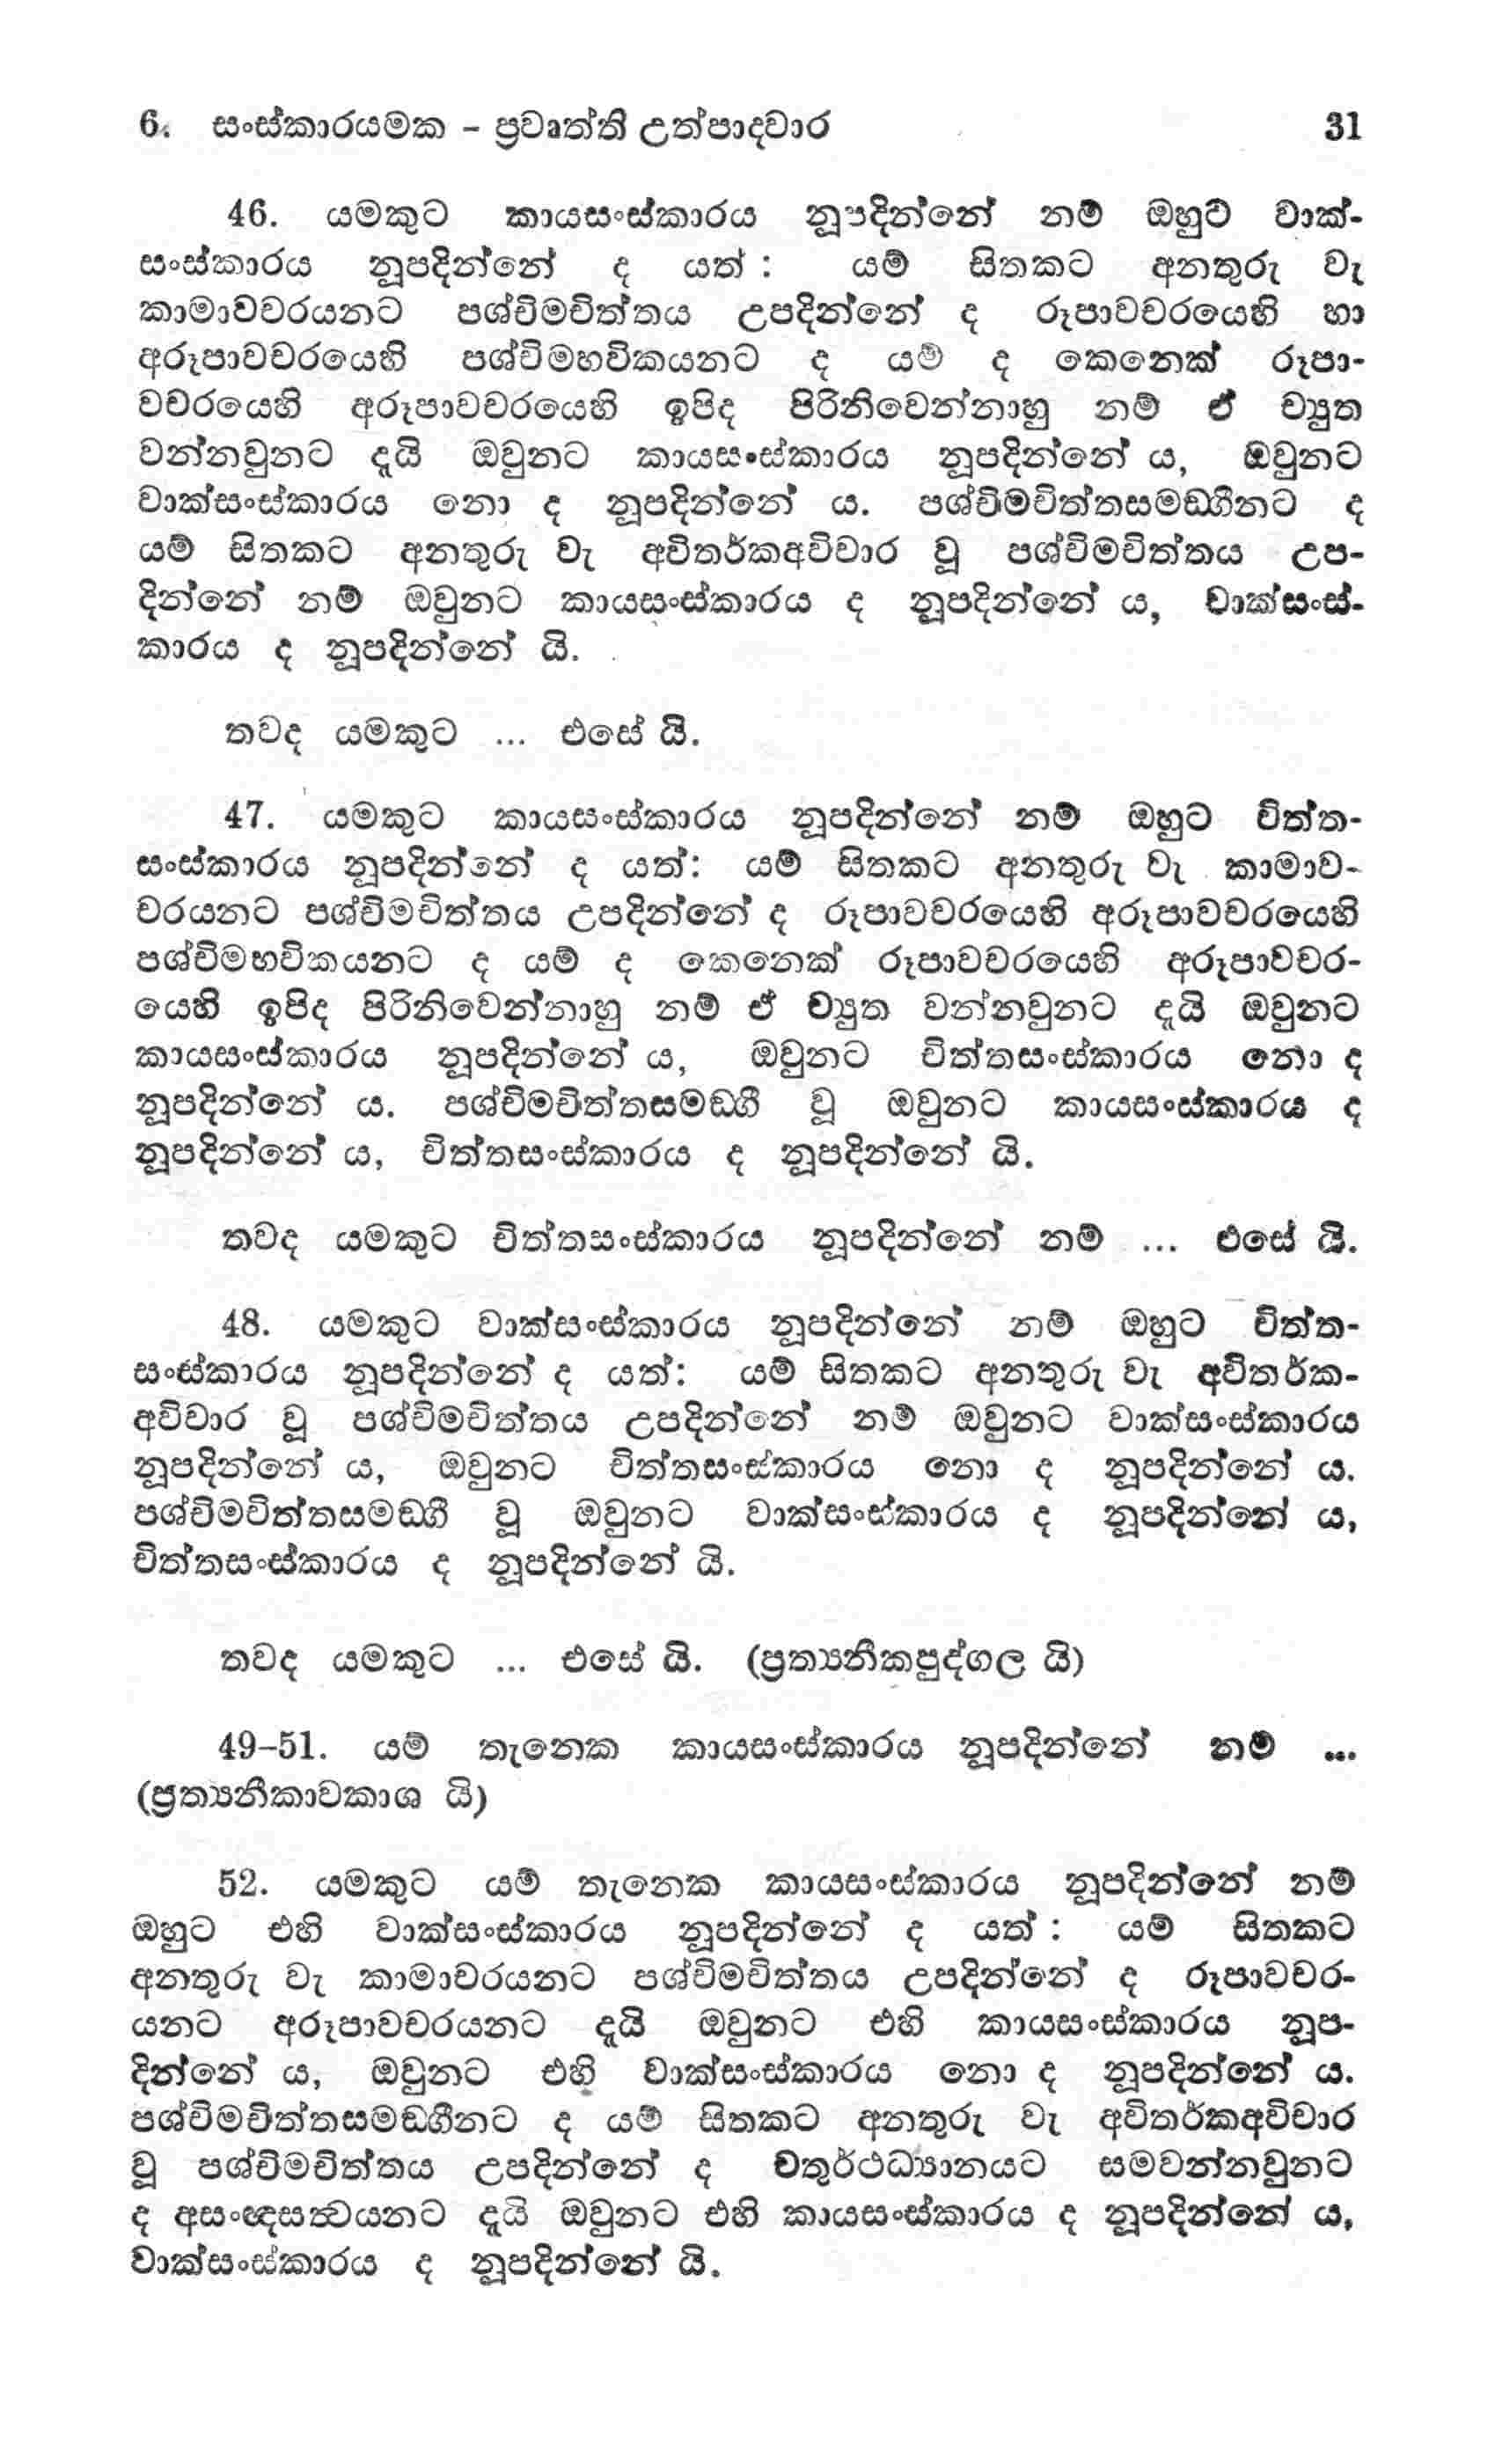 6. සංස්කාරයමක - ප්‍රවෘත්ති උත්පාදවාර 31
46. යමකුට කායසංස්කාරය නූපදින්නේ නම් ඔහුට වාක්-
සංස්කාරය නූපදින්නේ ද යත් : යම් සිතකට අනතුරු වැ
කාමාවචරයනට පශ්චිමචිත්තය උපදින්නේ ද රූපාවචරයෙහි හා
අරූපාවචරයෙහි පශ්චිමභවිකයනට ද යම් ද කෙනෙක් රූපා-
වචරයෙහි අරූපාවචරයෙහි ඉපිද පිරිනිවෙන්නාහු නම් ඒ ච්‍යුත
වන්නවුනට දැයි ඔවුනට කායසංස්කාරය නූපදින්නේ ය, ඔවුනට
වාක්සංස්කාරය නො ද නූපදින්නේ ය. පශ්චිමචිත්තසමඞ්ගීනට ද
යම් සිතකට අනතුරු වැ අවිතර්කඅවිචාර වූ පශ්චිමචිත්තය උප-
දින්නේ නම් ඔවුනට කායසංස්කාරය ද නූපදින්නේ ය, වාක්සංස්-
කාරය ද නූපදින්නේ යි.
තවද යමකුට ... එසේ යි.
47. යමකුට කායසංස්කාරය නූපදින්නේ නම් ඔහුට චිත්ත-
සංස්කාරය නූපදින්නේ ද යත්: යම් සිතකට අනතුරු වැ කාමාව-
චරයනට පශ්චිමචිත්තය උපදින්නේ ද රූපාවචරයෙහි අරූපාවචරයෙහි
පශ්චිමභවිකයනට ද යම් ද කෙනෙක් රූපාවචරයෙහි අරූපාවචර-
යෙහි ඉපිද පිරිනිවෙන්නාහු නම් ඒ ච්‍යුත වන්නවුනට දැයි ඔවුනට
කායසංස්කාරය නූපදින්නේ ය, ඔවුනට චිත්තසංස්කාරය නො ද
නූපදින්නේ ය. පශ්චිමචිත්තසමඞ්ගී වූ ඔවුනට කායසංස්කාරය ද
නූපදින්නේ ය, චිත්තසංස්කාරය ද නූපදින්නේ යි.
තවද යමකුට චිත්තසංස්කාරය නූපදින්නේ නම් ... එසේ යි.
48. යමකුට වාක්සංස්කාරය නූපදින්නේ නම් ඔහුට චිත්ත-
සංස්කාරය නූපදින්නේ ද යත්: යම් සිතකට අනතුරු වැ අවිතර්ක-
අවිචාර වූ පශ්චිමචිත්තය උපදින්නේ නම් ඔවුනට වාක්සංස්කාරය
නූපදින්නේ ය, ඔවුනට චිත්තසංස්කාරය නො ද නූපදින්නේ ය.
පශ්චිමචිත්තසමඞ්ගී වූ ඔවුනට වාක්සංස්කාරය ද නූපදින්නේ ය,
චිත්තසංස්කාරය ද නූපදින්නේ යි.
තවද යමකුට ... එසේ යි. (ප්‍රත්‍යනීකපුද්ගල යි)
49–51. යම් තැනෙක කායසංස්කාරය නූපදින්නේ නම් ...
(ප්‍රත්‍යනීකාවකාශ යි)
52. යමකුට යම් තැනෙක කායසංස්කාරය නූපදින්නේ නම්
ඔහුට එහි වාක්සංස්කාරය නූපදින්නේ ද යත් : යම් සිතකට
අනතුරු වැ කාමාචරයනට පශ්චිමචිත්තය උපදින්නේ ද රූපාවචර-
යනට අරූපාවචරයනට දැයි ඔවුනට එහි කායසංස්කාරය නූප-
දින්නේ ය, ඔවුනට එහි වාක්සංස්කාරය නො ද නූපදින්නේ ය.
පශ්චිමචිත්තසමඞ්ගීනට ද යම් සිතකට අනතුරු වැ අවිතර්කඅවිචාර
වූ පශ්චිමචිත්තය උපදින්නේ ද චතුර්ථධ්‍යානයට සමවන්නවුනට
ද අසංඥසත්ත්‍වයනට දැයි ඔවුනට එහි කායසංස්කාරය ද නූපදින්නේ ය,
වාක්සංස්කාරය ද නූපදින්නේ යි.